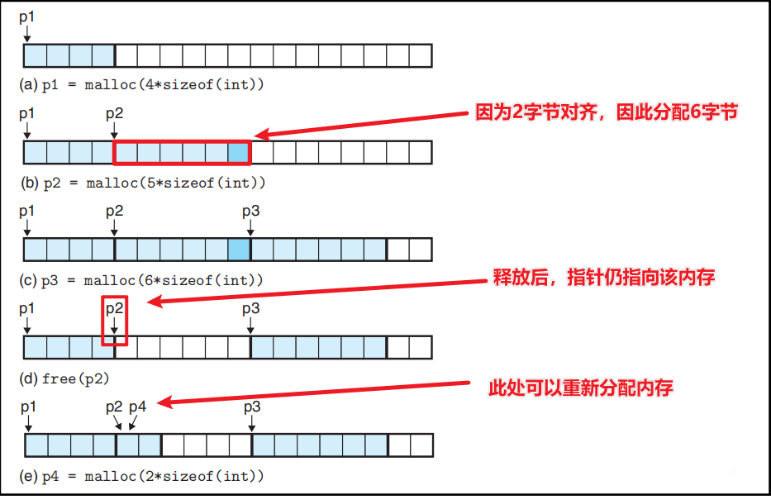 p1
(a) p1 = malloc(4*sizeof(int))
p1 p2
因为2字节对齐，因此分配6字节
(b) p2 = malloc(5*sizeof(int))
p1 p2 p3
(c) p3 = malloc(6*sizeof(int))
释放后，指针仍指向该内存
p1 p2 p3
(d) free(p2)
此处可以重新分配内存
p1 p2 p4 p3
(e) p4 = malloc(2*sizeof(int))